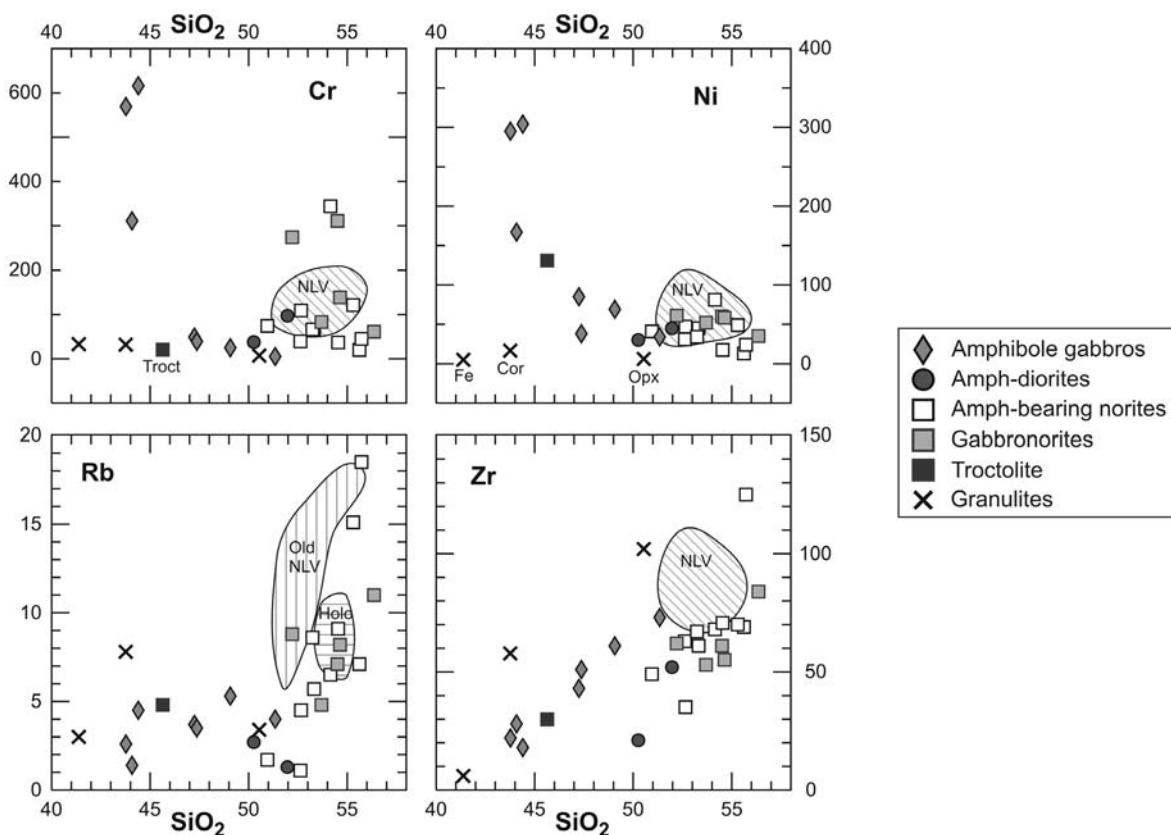 SiO2 SiO2
40 45 50 55 40 45 50 55
600 400 200 0
Cr
NLV
Troct
400 300 200 100 0
Ni
NLV
Fe Cor Opx
20 15 10 5 0
Rb
Old
NLV
Holo
150 100 50 0
Zr
NLV
40 45 50 55 40 45 50 55
SiO2 SiO2
Amphibole gabbros
Amph-diorites
Amph-bearing norites
Gabbronorites
Troctolite
Granulites